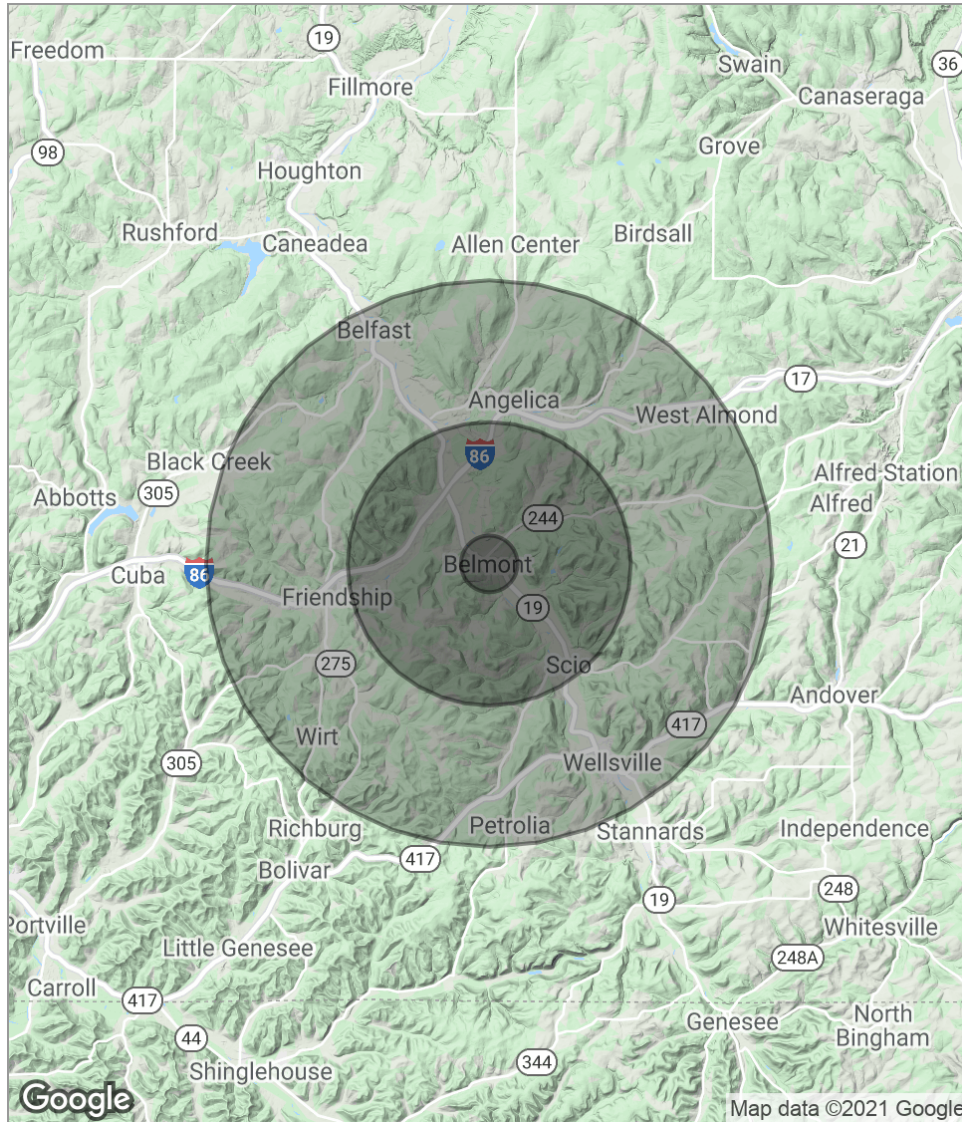 Freedom
19
Swain
36
Fillmore
Canaseraga
98
Grove
Houghton
Rushford
Caneadea
Allen Center
Birdsall
Belfast
17
Angelica
West Almond
86
Black Creek
305
Abbotts
Alfred Station
Alfred
244
21
Cuba
86
Belmont
Friendship
19
275
Scio
Andover
417
Wirt
305
Wellsville
Richburg
Petrolia
Stannards
Independence
417
Bolivar
248
19
Portville
Whitesville
Little Genesee
248A
Carroll
417
Genesee
North
Bingham
44
344
Shinglehouse
Google
Map data ©2021 Google